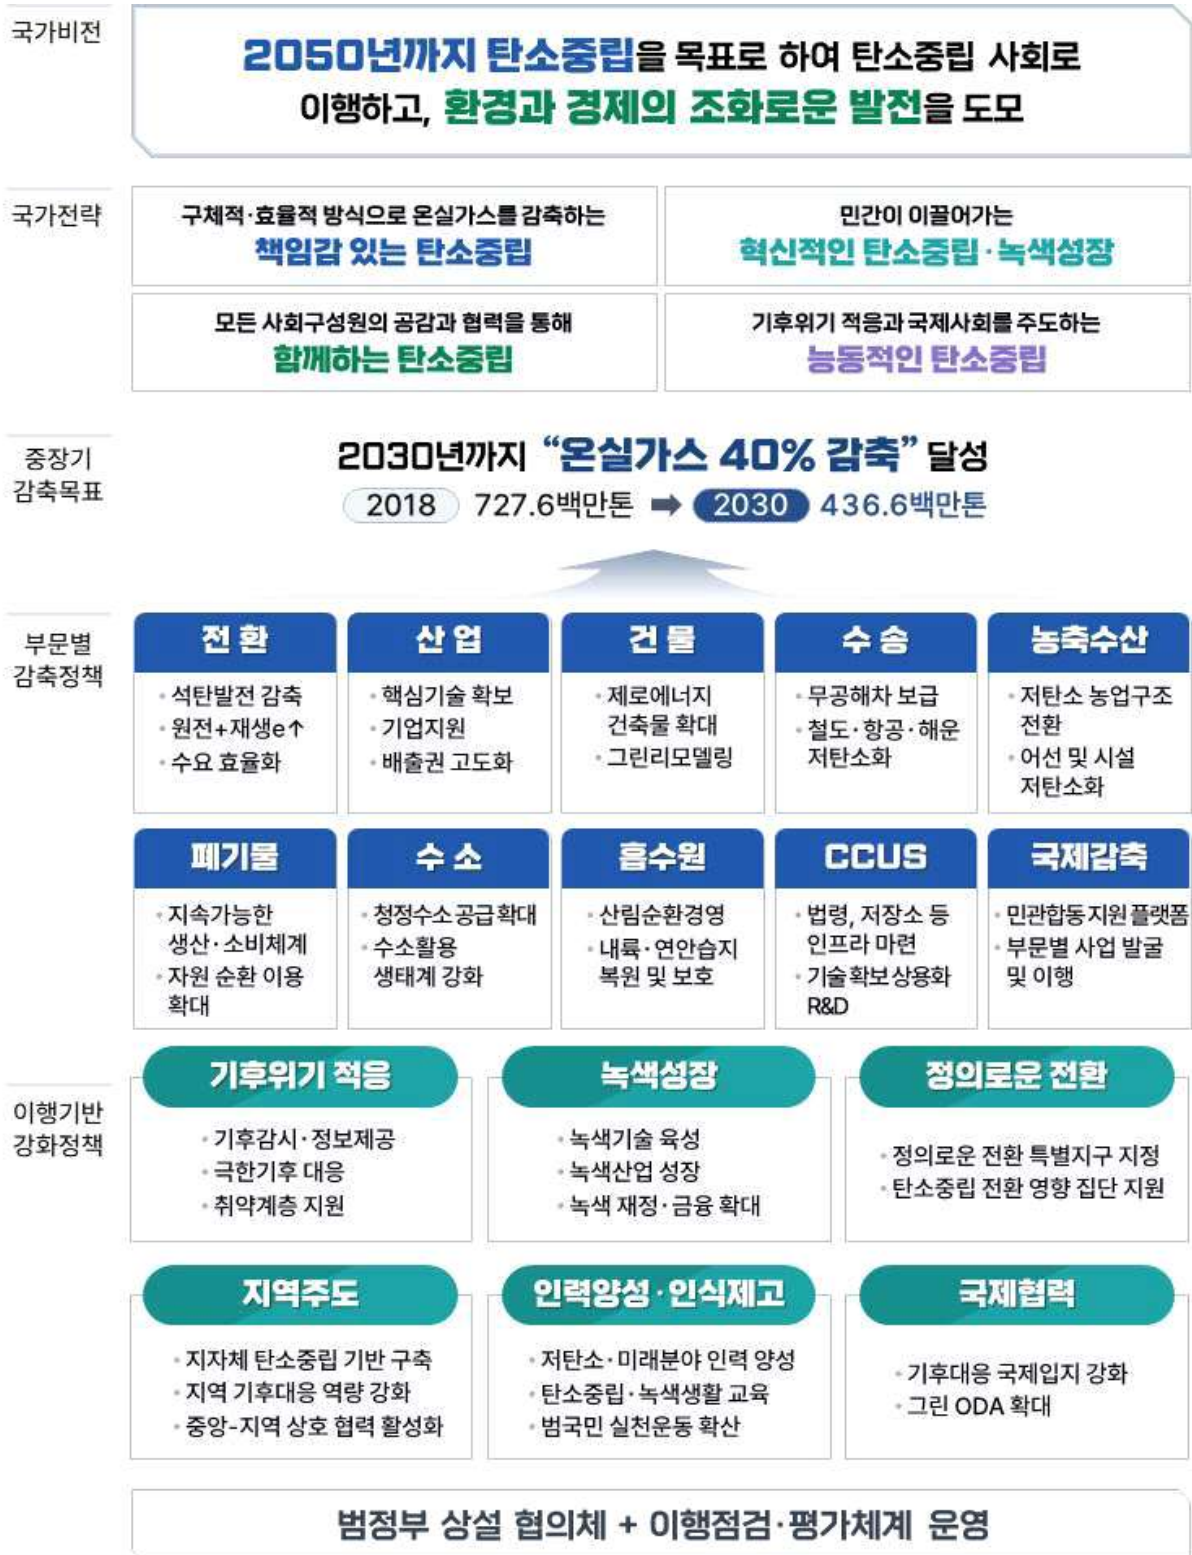 국가비전
2050년까지 탄소중립을 목표로 하여 탄소중립 사회로
이행하고, 환경과 경제의 조화로운 발전을 도모
국가전략
구체적·효율적 방식으로 온실가스를 감축하는
책임감 있는 탄소중립
민간이 이끌어가는
혁신적인 탄소중립·녹색성장
모든 사회구성원의 공감과 협력을 통해
함께하는 탄소중립
기후위기 적응과 국제사회를 주도하는
능동적인 탄소중립
중장기
감축목표
2030년까지 “온실가스 40% 감축” 달성
2018 727.6백만톤 ➡ 2030 436.6백만톤
부문별
감축정책
전환
• 석탄발전 감축
• 원전+재생e↑
• 수요 효율화
산업
• 핵심기술 확보
• 기업지원
• 배출권 고도화
건물
• 제로에너지
건축물 확대
• 그린리모델링
수송
• 무공해차 보급
• 철도·항공·해운
저탄소화
농축수산
• 저탄소 농업구조
전환
• 어선 및 시설
저탄소화
폐기물
• 지속가능한
생산·소비체계
• 자원 순환 이용
확대
수소
• 청정수소 공급 확대
• 수소활용
생태계 강화
흡수원
• 산림순환경영
• 내륙·연안습지
복원 및 보호
CCUS
• 법령, 저장소 등
인프라 마련
• 기술확보 상용화
R&D
국제감축
• 민관합동지원 플랫폼
• 부문별 사업 발굴
및 이행
이행기반
강화정책
기후위기 적응
• 기후감시·정보제공
• 극한기후 대응
• 취약계층 지원
녹색성장
• 녹색기술 육성
• 녹색산업 성장
• 녹색 재정·금융 확대
정의로운 전환
• 정의로운 전환 특별지구 지정
• 탄소중립 전환 영향 집단 지원
지역주도
• 지자체 탄소중립 기반 구축
• 지역 기후대응 역량 강화
• 중앙-지역 상호 협력 활성화
인력양성·인식제고
• 저탄소·미래분야 인력 양성
• 탄소중립·녹색생활 교육
• 범국민 실천운동 확산
국제협력
• 기후대응 국제입지 강화
• 그린 ODA 확대
범정부 상설 협의체 + 이행점검·평가체계 운영